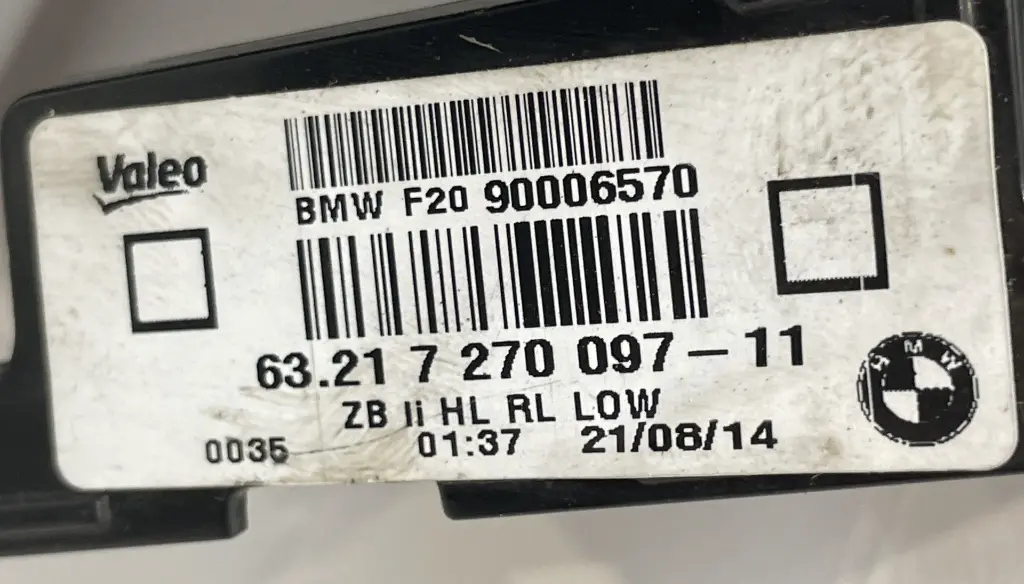 Valeo
BMW F20 90006570
63.21 7 270 097-11
ZB li HL RL LOW
0035 01:37 21/08/14
BMW